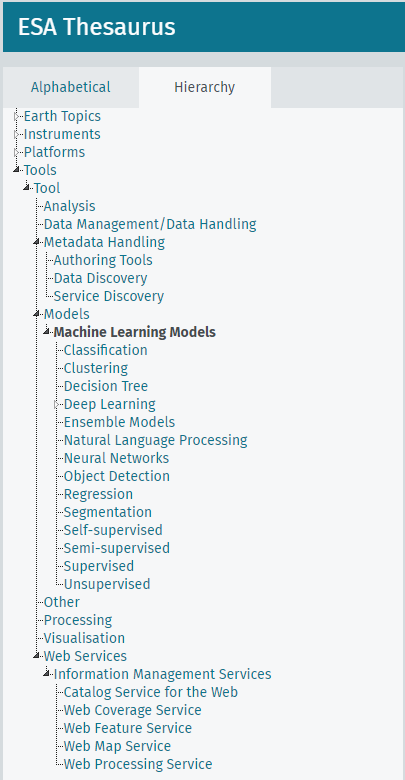 ESA Thesaurus
Alphabetical Hierarchy
Earth Topics
Instruments
Platforms
Tools
Tool
Analysis
Data Management/Data Handling
Metadata Handling
Authoring Tools
Data Discovery
Service Discovery
Models
Machine Learning Models
Classification
Clustering
Decision Tree
Deep Learning
Ensemble Models
Natural Language Processing
Neural Networks
Object Detection
Regression
Segmentation
Self-supervised
Semi-supervised
Supervised
Unsupervised
Other
Processing
Visualisation
Web Services
Information Management Services
Catalog Service for the Web
Web Coverage Service
Web Feature Service
Web Map Service
Web Processing Service